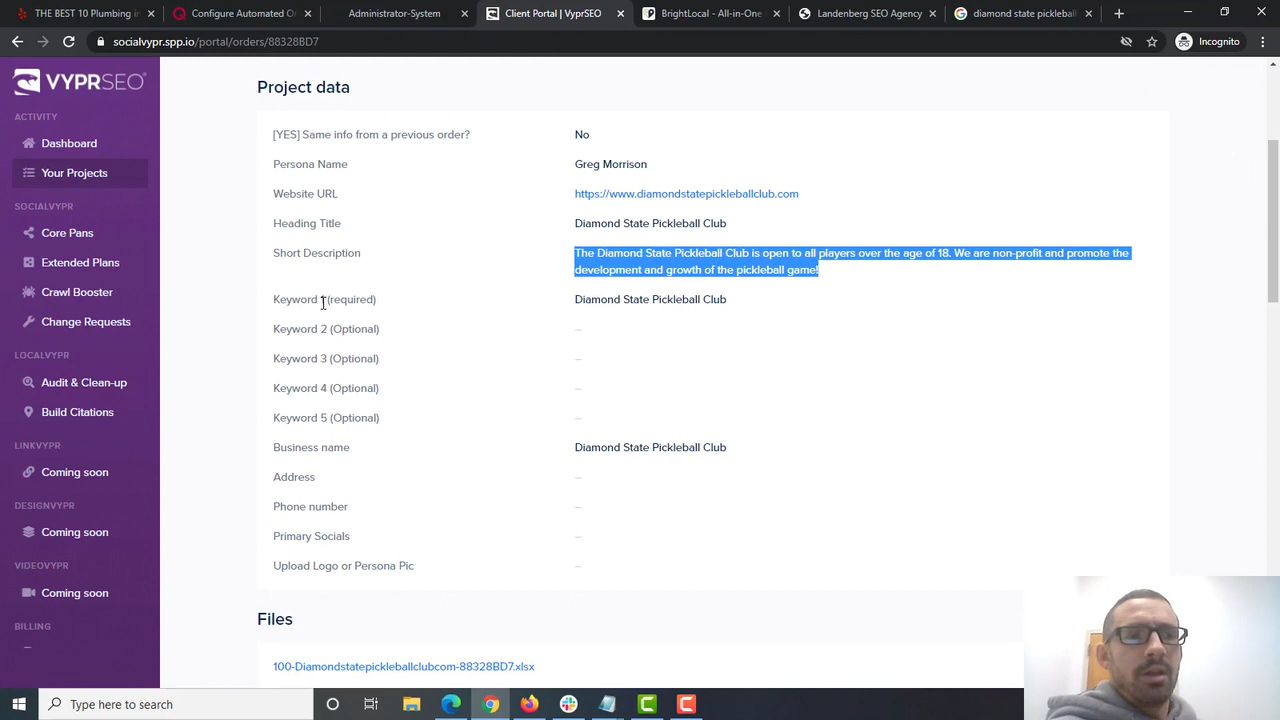 THE 10 BEST Plumbing in
Configure Automated O
Administrator-System
Client Portal | VyprSEO
BrightLocal - All-in-One
Landenberg SEO Agency
diamond state pickleball
socialvypr.spp.io/portal/orders/88328BD7
Incognito
VYPRSEO
ACTIVITY
Dashboard
Your Projects
SOCIALVYPR
Core Pans
Extended Plans
Crawl Booster
Change Requests
LOCALVYPR
Audit & Clean-up
Build Citations
LINKVYPR
Coming soon
DESIGNVYPR
Coming soon
VIDEOVYPR
Coming soon
BILLING
Project data
[YES] Same info from a previous order? No
Persona Name Greg Morrison
Website URL https://www.diamondstatepickleballclub.com
Heading Title Diamond State Pickleball Club
Short Description The Diamond State Pickleball Club is open to all players over the age of 18. We are non-profit and promote the
development and growth of the pickleball game!
Keyword 1 (required) Diamond State Pickleball Club
Keyword 2 (Optional) –
Keyword 3 (Optional) –
Keyword 4 (Optional) –
Keyword 5 (Optional) –
Business name Diamond State Pickleball Club
Address –
Phone number –
Primary Socials –
Upload Logo or Persona Pic –
Files
100-Diamondstatepickleballclubcom-88328BD7.xlsx
Type here to search